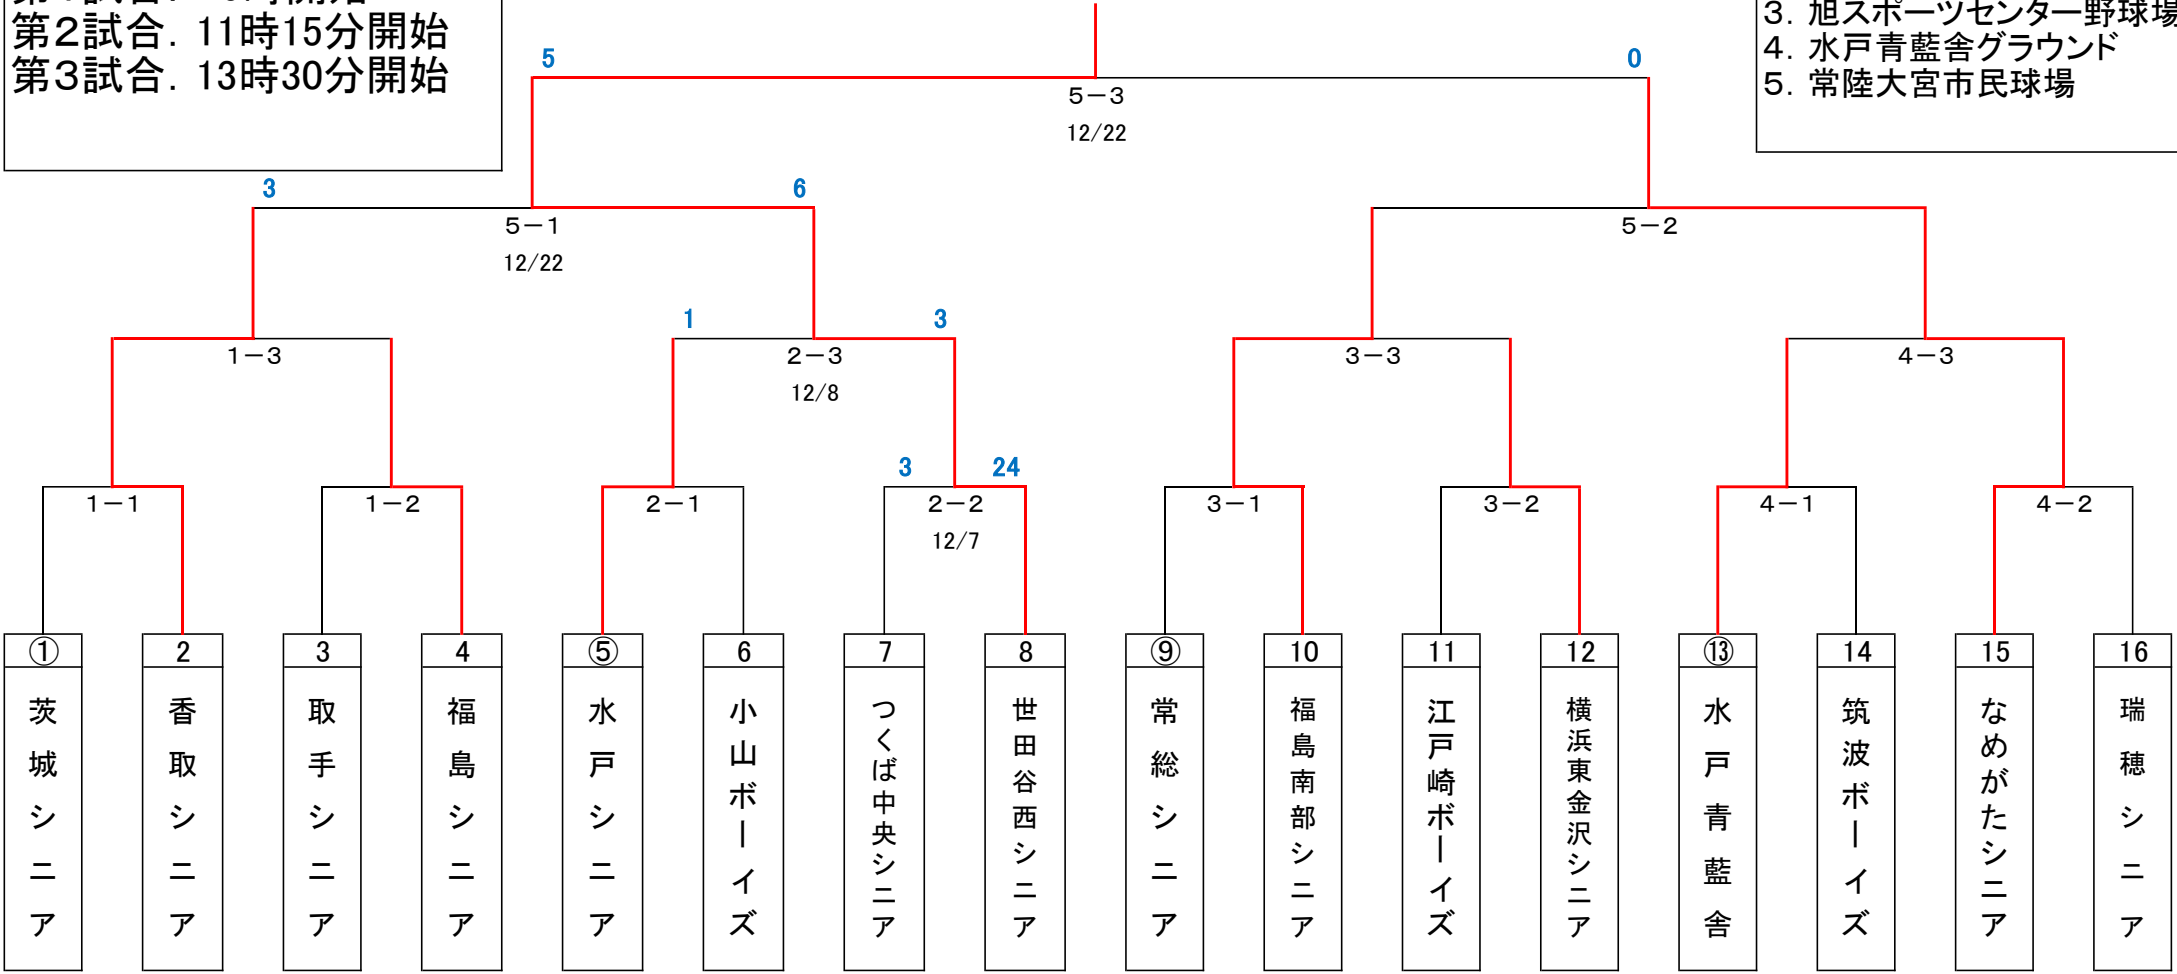 第2試合．11時15分開始
第3試合．13時30分開始
3．旭スポーツセンター野球場
4．水戸青藍舎グラウンド
5．常陸大宮市民球場
5 0
5－3
12/22
3 6
5－1
5－2
12/22
1 3
1－3 2－3 3－3 4－3
12/8
3 24
1－1 1－2 2－1 2－2 3－1 3－2 4－1 4－2
12/7
① 2 3 4 ⑤ 6 7 8 ⑨ 10 11 12 ⑬ 14 15 16
茨城シニア
香取シニア
取手シニア
福島シニア
水戸シニア
小山ボーイズ
つくば中央シニア
世田谷西シニア
常総シニア
福島南部シニア
江戸崎ボーイズ
横浜東金沢シニア
水戸青藍舎
筑波ボーイズ
なめがたシニア
瑞穂シニア